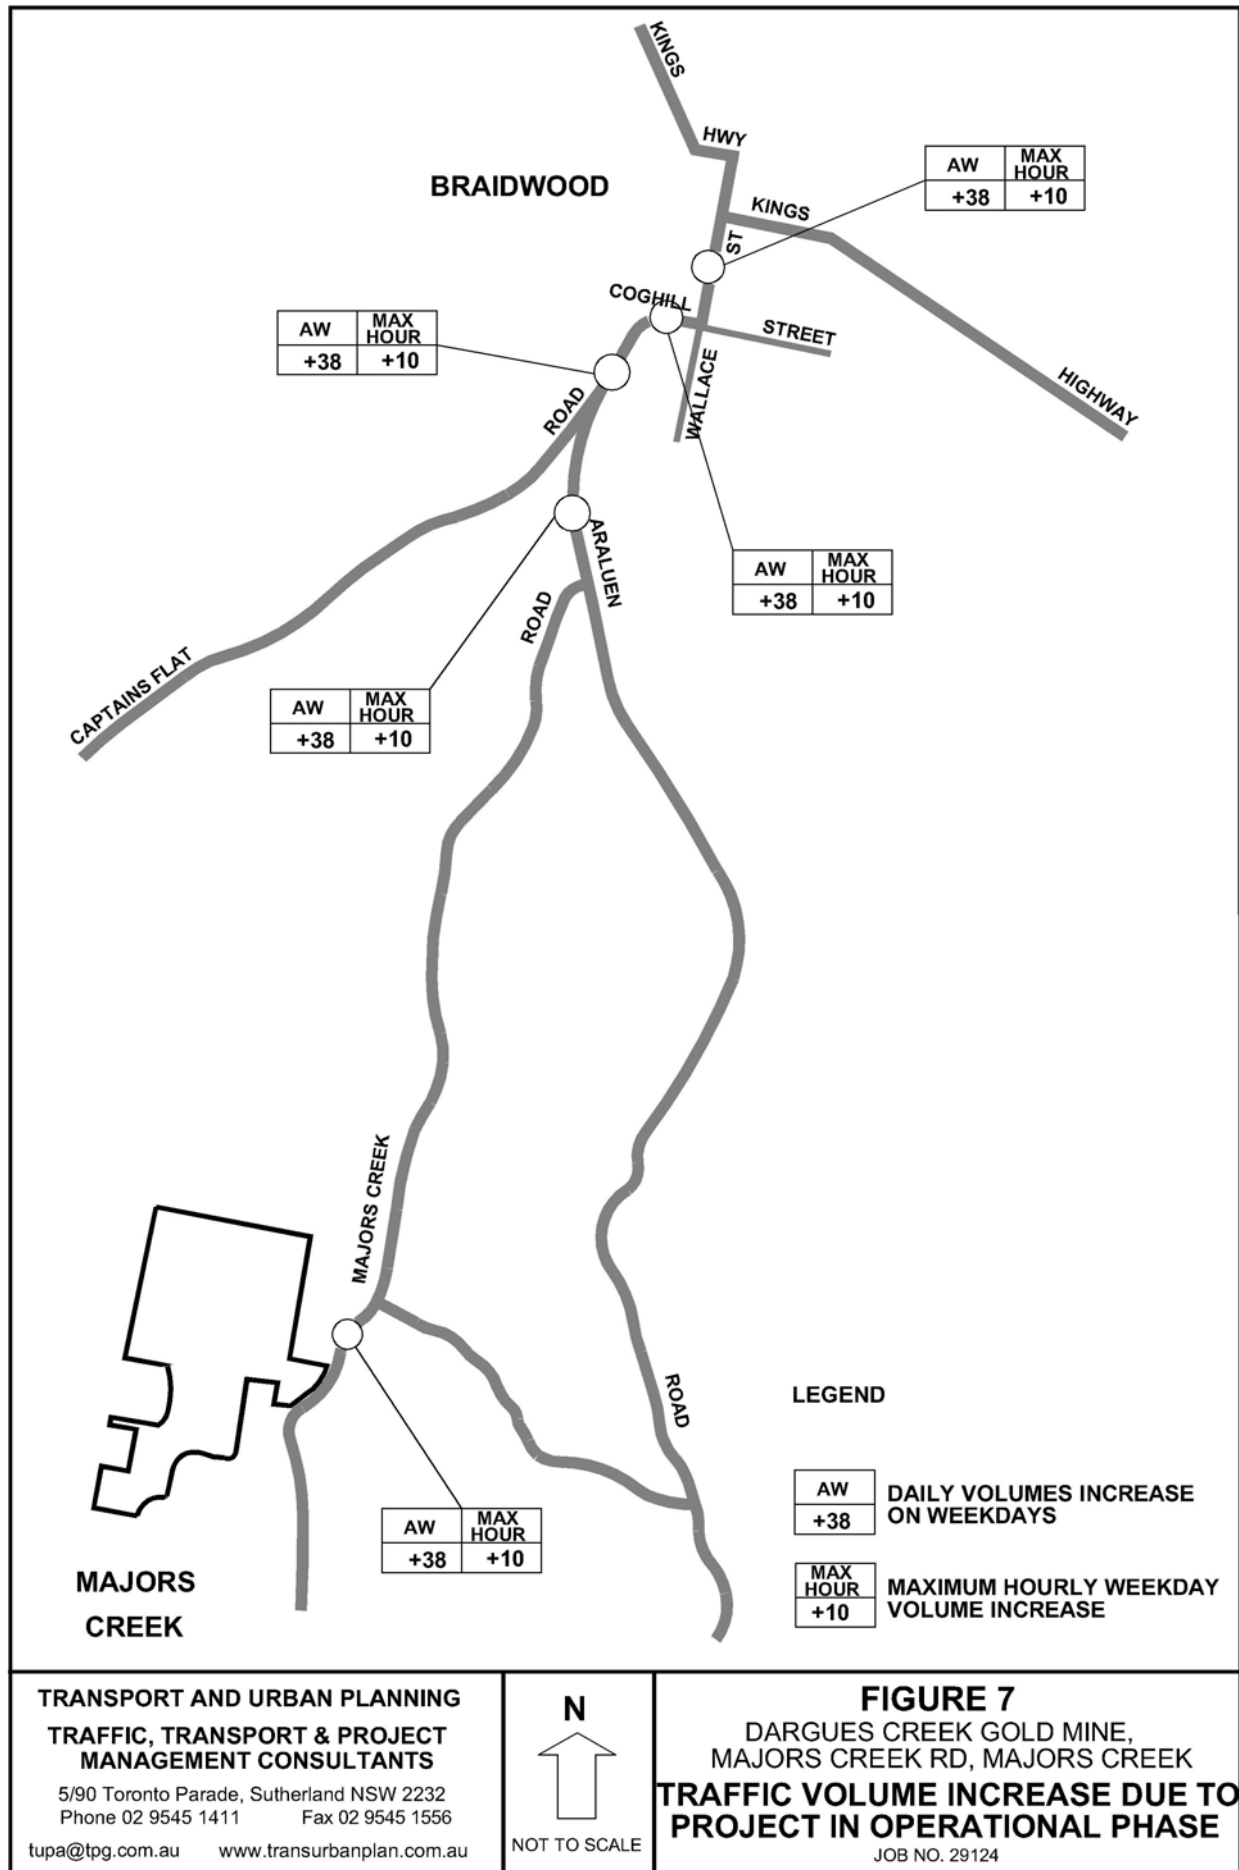 KINGS
HWY
BRAIDWOOD
AW MAX HOUR
+38 +10
KINGS
ST
COGHILL
STREET
AW MAX HOUR
+38 +10
WALLACE
HIGHWAY
ROAD
ARALUEN
AW MAX HOUR
+38 +10
ROAD
CAPTAINS FLAT
AW MAX HOUR
+38 +10
MAJORS CREEK
ROAD
LEGEND
AW
+38
DAILY VOLUMES INCREASE
ON WEEKDAYS
AW MAX HOUR
+38 +10
MAX
HOUR
+10
MAXIMUM HOURLY WEEKDAY
VOLUME INCREASE
MAJORS
CREEK
TRANSPORT AND URBAN PLANNING
TRAFFIC, TRANSPORT & PROJECT
MANAGEMENT CONSULTANTS
5/90 Toronto Parade, Sutherland NSW 2232
Phone 02 9545 1411 Fax 02 9545 1556
tupa@tpg.com.au www.transurbanplan.com.au
N
NOT TO SCALE
FIGURE 7
DARGUES CREEK GOLD MINE,
MAJORS CREEK RD, MAJORS CREEK
TRAFFIC VOLUME INCREASE DUE TO
PROJECT IN OPERATIONAL PHASE
JOB NO. 29124